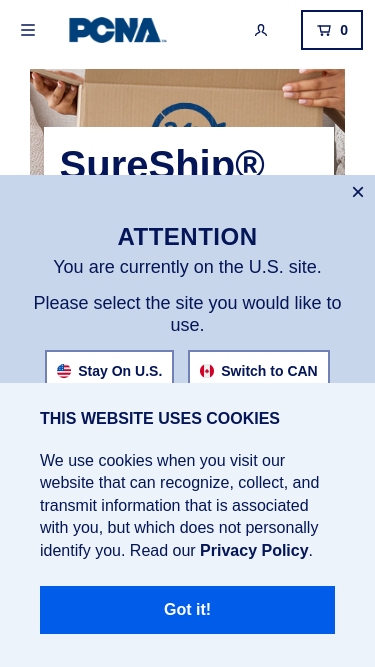 PCNA
0
24
SureShip®
ATTENTION
You are currently on the U.S. site.
Please select the site you would like to
use.
Stay On U.S.
Switch to CAN
THIS WEBSITE USES COOKIES
We use cookies when you visit our
website that can recognize, collect, and
transmit information that is associated
with you, but which does not personally
identify you. Read our Privacy Policy.
Got it!